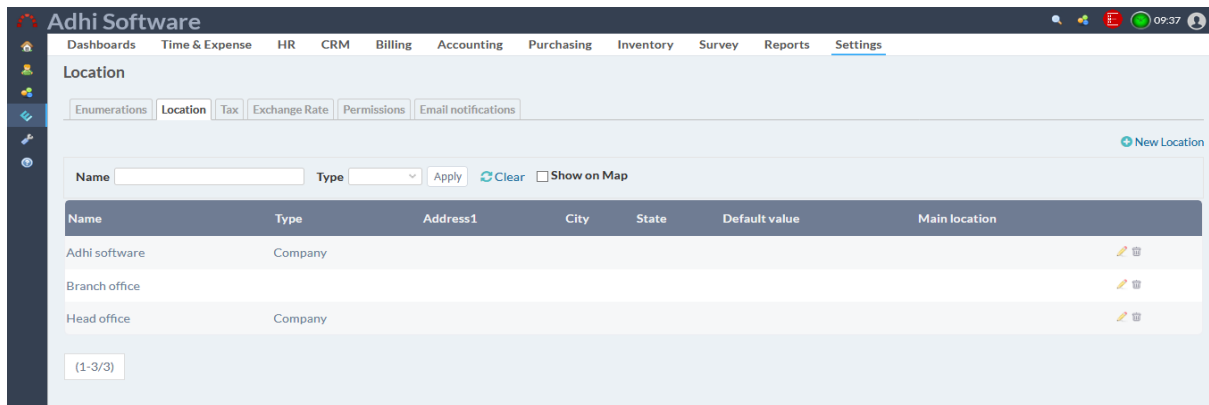 Adhi Software
09:37
Dashboards Time & Expense HR CRM Billing Accounting Purchasing Inventory Survey Reports Settings
Location
Enumerations Location Tax Exchange Rate Permissions Email notifications
New Location
Name Type Apply Clear Show on Map
Name Type Address1 City State Default value Main location
Adhi software Company
Branch office
Head office Company
(1-3/3)